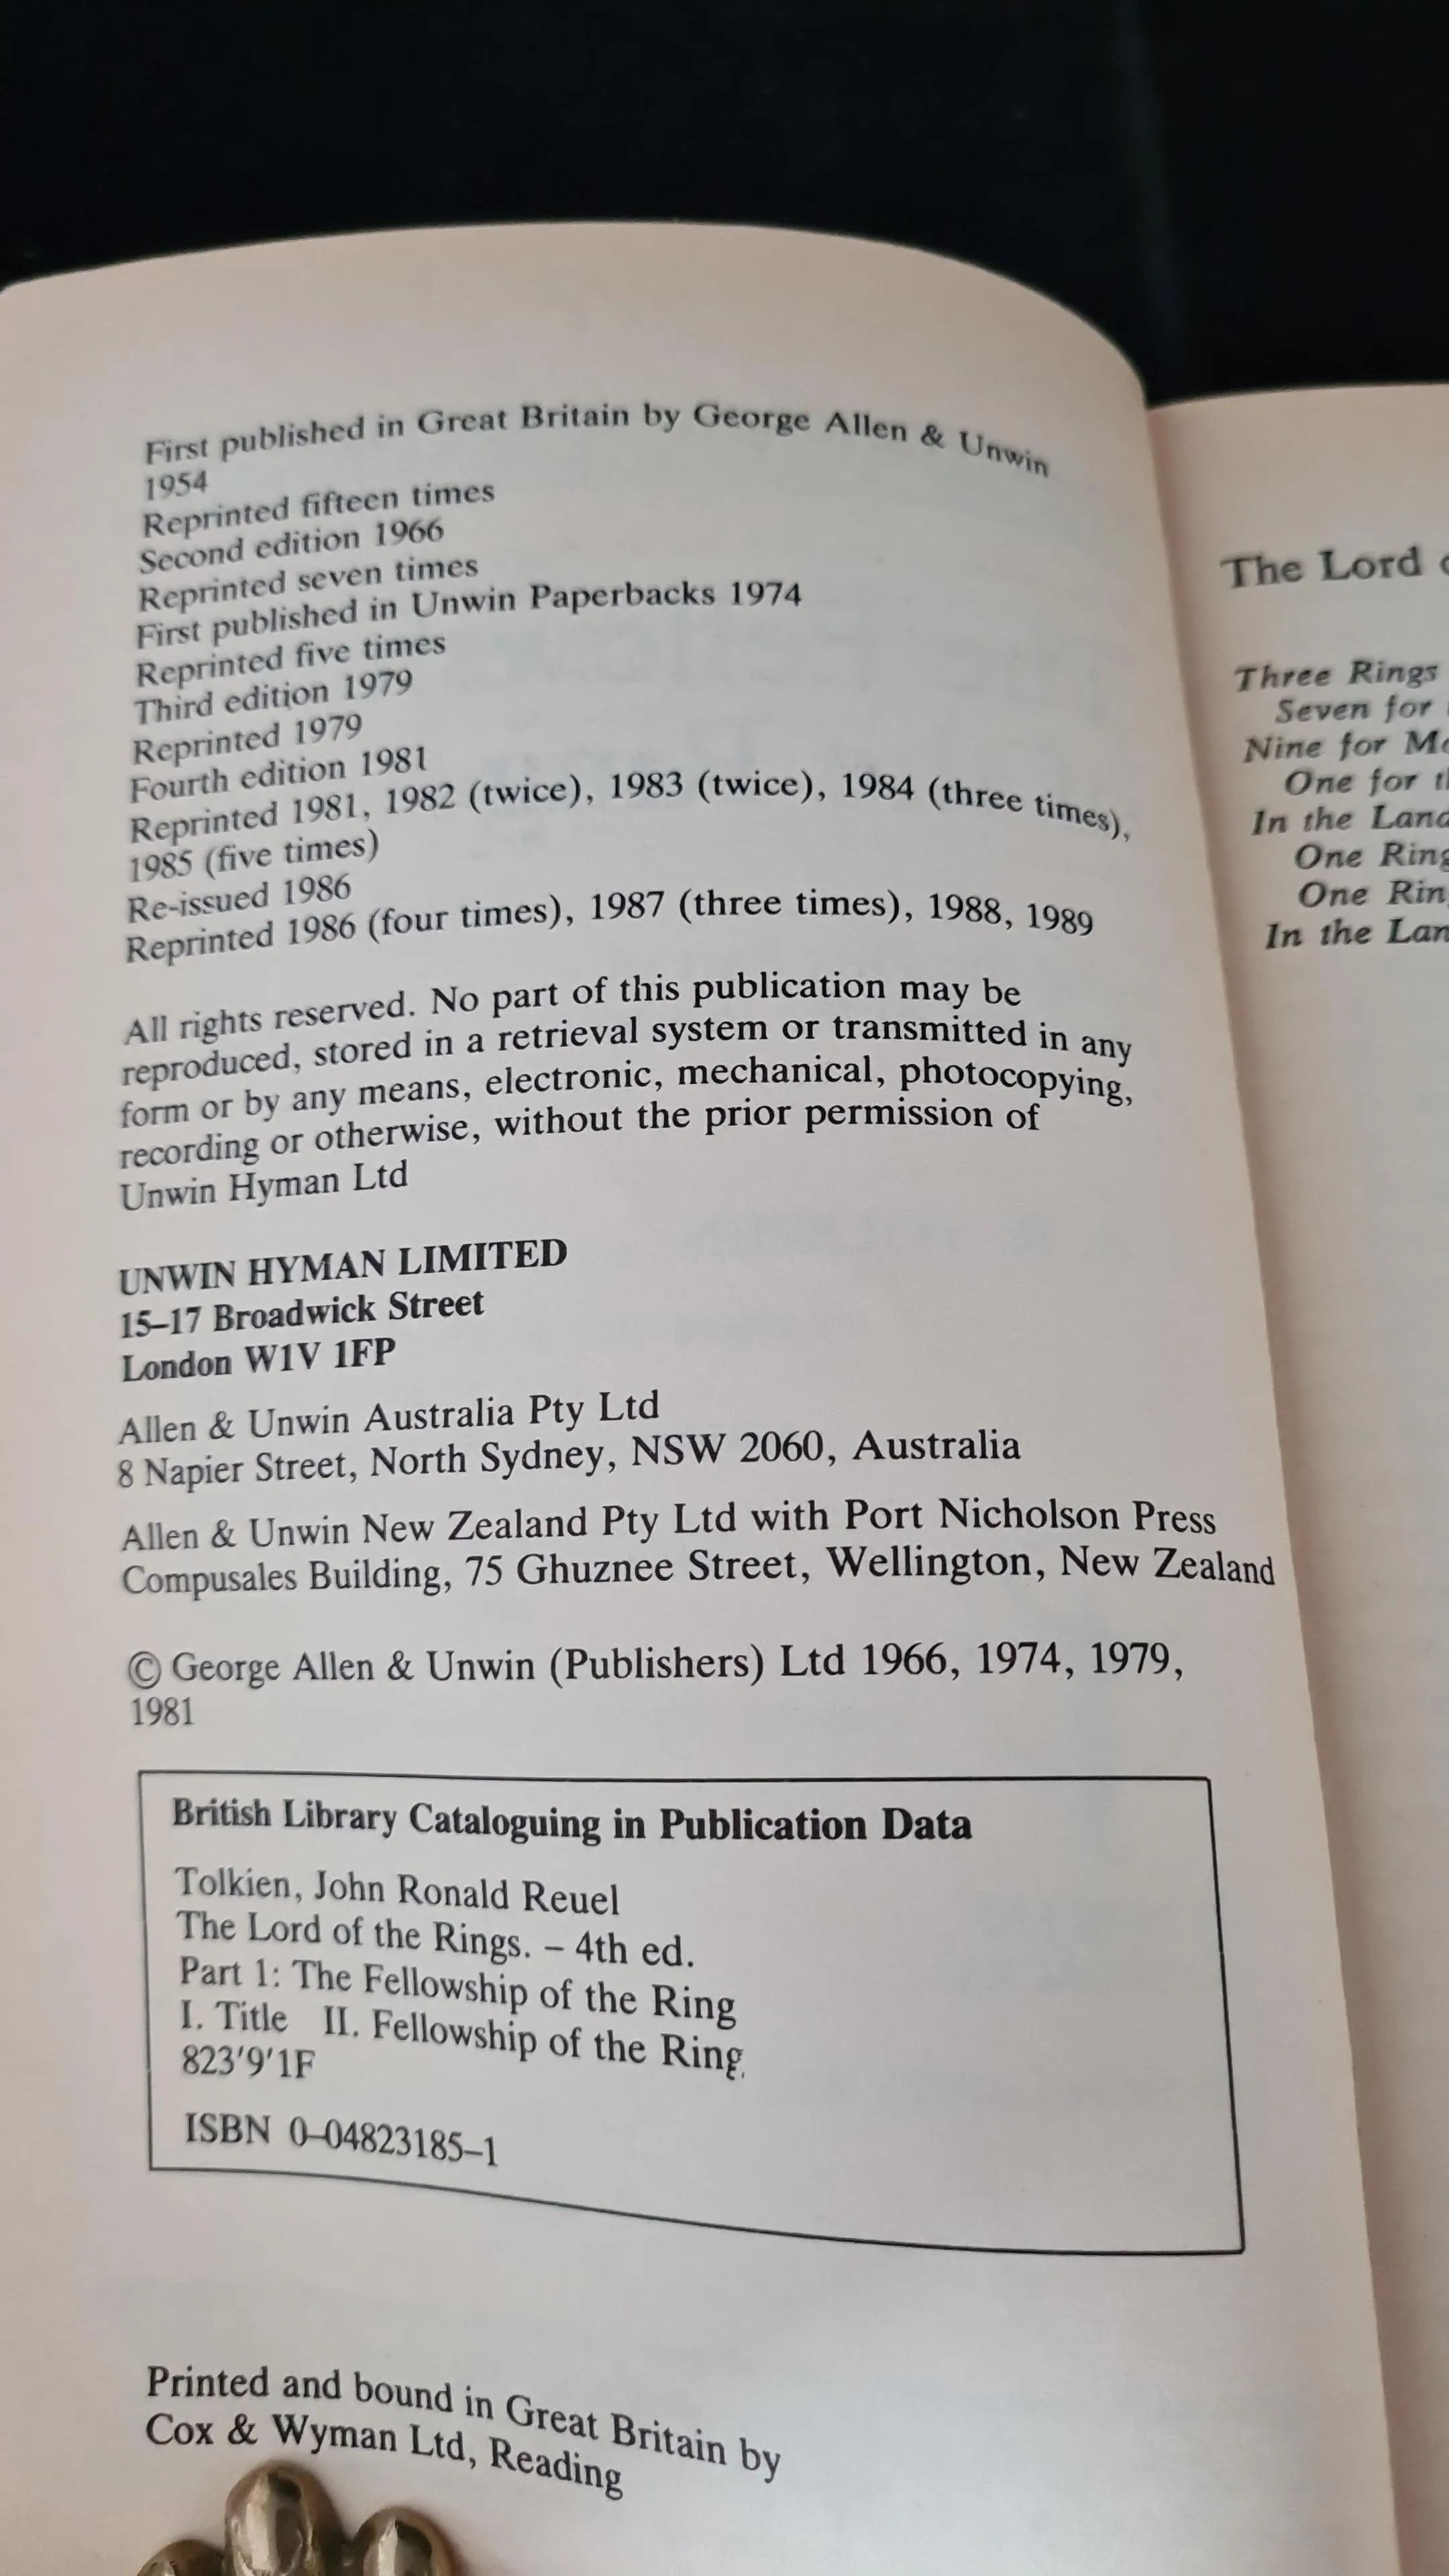 First published in Great Britain by George Allen & Unwin
1954
Reprinted fifteen times
Second edition 1966
Reprinted seven times
First published in Unwin Paperbacks 1974
Reprinted five times
Third edition 1979
Reprinted 1979
Fourth edition 1981
Reprinted 1981, 1982 (twice), 1983 (twice), 1984 (three times),
1985 (five times)
Re-issued 1986
Reprinted 1986 (four times), 1987 (three times), 1988, 1989
All rights reserved. No part of this publication may be
reproduced, stored in a retrieval system or transmitted in any
form or by any means, electronic, mechanical, photocopying,
recording or otherwise, without the prior permission of
Unwin Hyman Ltd
UNWIN HYMAN LIMITED
15–17 Broadwick Street
London W1V 1FP
Allen & Unwin Australia Pty Ltd
8 Napier Street, North Sydney, NSW 2060, Australia
Allen & Unwin New Zealand Pty Ltd with Port Nicholson Press
Compusales Building, 75 Ghuznee Street, Wellington, New Zealand
© George Allen & Unwin (Publishers) Ltd 1966, 1974, 1979,
1981
British Library Cataloguing in Publication Data
Tolkien, John Ronald Reuel
The Lord of the Rings. – 4th ed.
Part 1: The Fellowship of the Ring
I. Title II. Fellowship of the Ring
823'9'1F
ISBN 0–04823185–1
Printed and bound in Great Britain by
Cox & Wyman Ltd, Reading
The Lord
Three Rings
Seven for
Nine for
One for
In the
One
One
In the